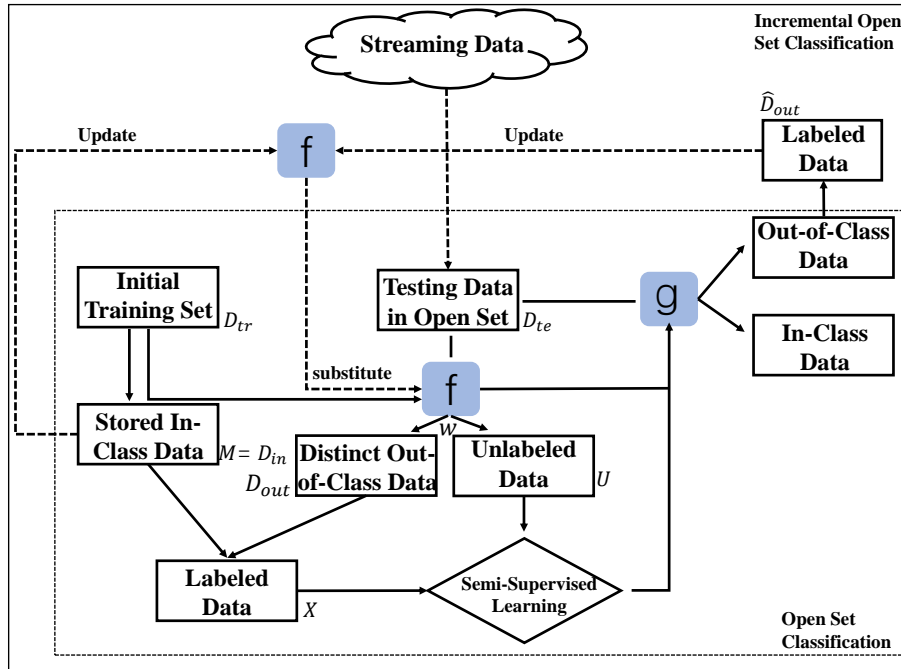 Incremental Open
Set Classification
Streaming Data
D̂out
Update
Update
f
Labeled
Data
Out-of-Class
Data
Initial
Training Set
Dtr
Testing Data
in Open Set
Dte
g
In-Class
Data
substitute
f
w
Stored In-
Class Data
M = Din
Distinct Out-
of-Class Data
Dout
Unlabeled
Data
U
Labeled
Data
X
Semi-Supervised
Learning
Open Set
Classification